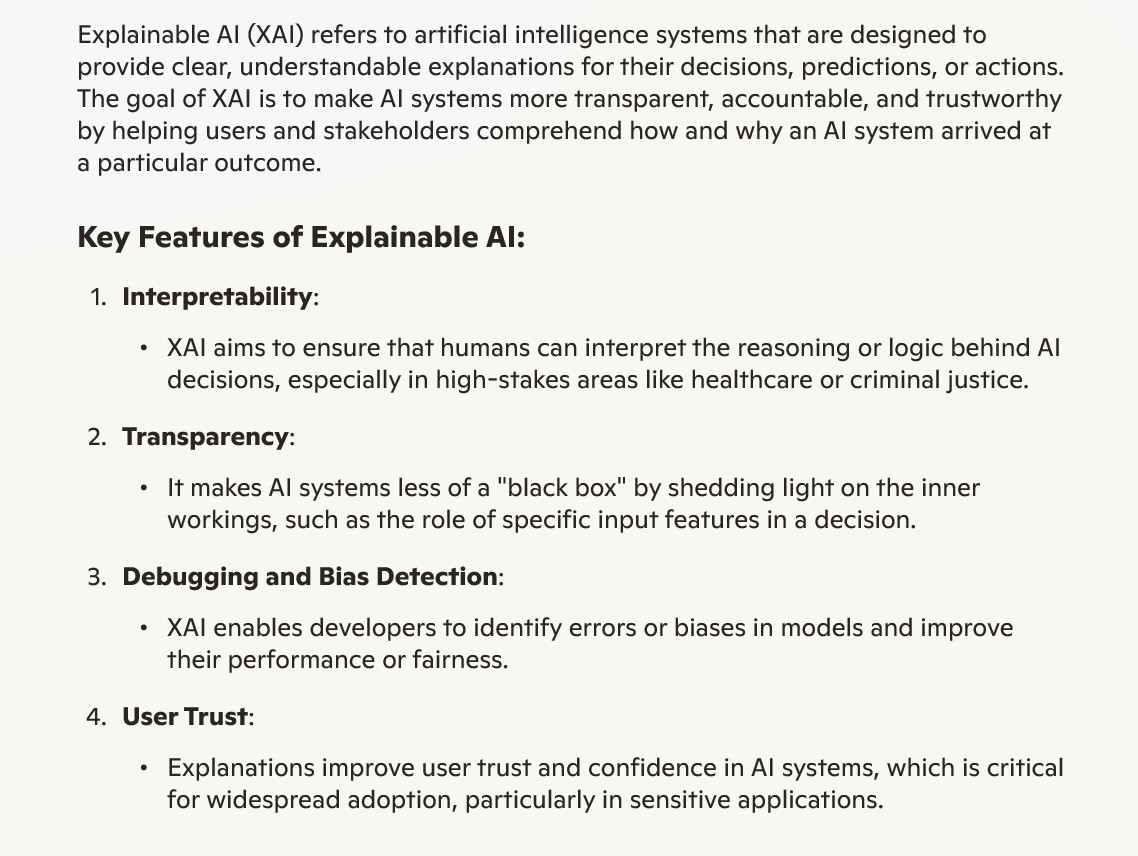 Explainable AI (XAI) refers to artificial intelligence systems that are designed to
provide clear, understandable explanations for their decisions, predictions, or actions.
The goal of XAI is to make AI systems more transparent, accountable, and trustworthy
by helping users and stakeholders comprehend how and why an AI system arrived at
a particular outcome.
Key Features of Explainable AI:
1. Interpretability:
• XAI aims to ensure that humans can interpret the reasoning or logic behind AI
decisions, especially in high-stakes areas like healthcare or criminal justice.
2. Transparency:
• It makes AI systems less of a "black box" by shedding light on the inner
workings, such as the role of specific input features in a decision.
3. Debugging and Bias Detection:
• XAI enables developers to identify errors or biases in models and improve
their performance or fairness.
4. User Trust:
• Explanations improve user trust and confidence in AI systems, which is critical
for widespread adoption, particularly in sensitive applications.